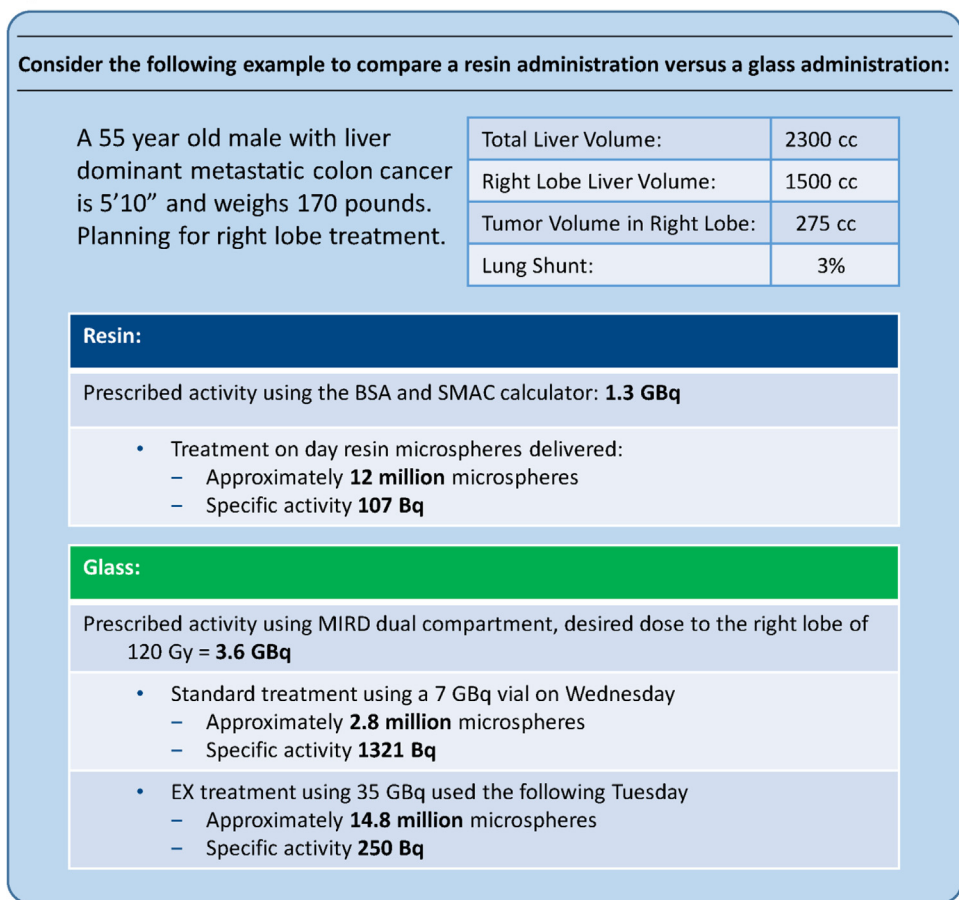 Consider the following example to compare a resin administration versus a glass administration:
A 55 year old male with liver
dominant metastatic colon cancer
is 5’10” and weighs 170 pounds.
Planning for right lobe treatment.
Total Liver Volume: 2300 cc
Right Lobe Liver Volume: 1500 cc
Tumor Volume in Right Lobe: 275 cc
Lung Shunt: 3%
Resin:
Prescribed activity using the BSA and SMAC calculator: 1.3 GBq
• Treatment on day resin microspheres delivered:
– Approximately 12 million microspheres
– Specific activity 107 Bq
Glass:
Prescribed activity using MIRD dual compartment, desired dose to the right lobe of
120 Gy = 3.6 GBq
• Standard treatment using a 7 GBq vial on Wednesday
– Approximately 2.8 million microspheres
– Specific activity 1321 Bq
• EX treatment using 35 GBq used the following Tuesday
– Approximately 14.8 million microspheres
– Specific activity 250 Bq